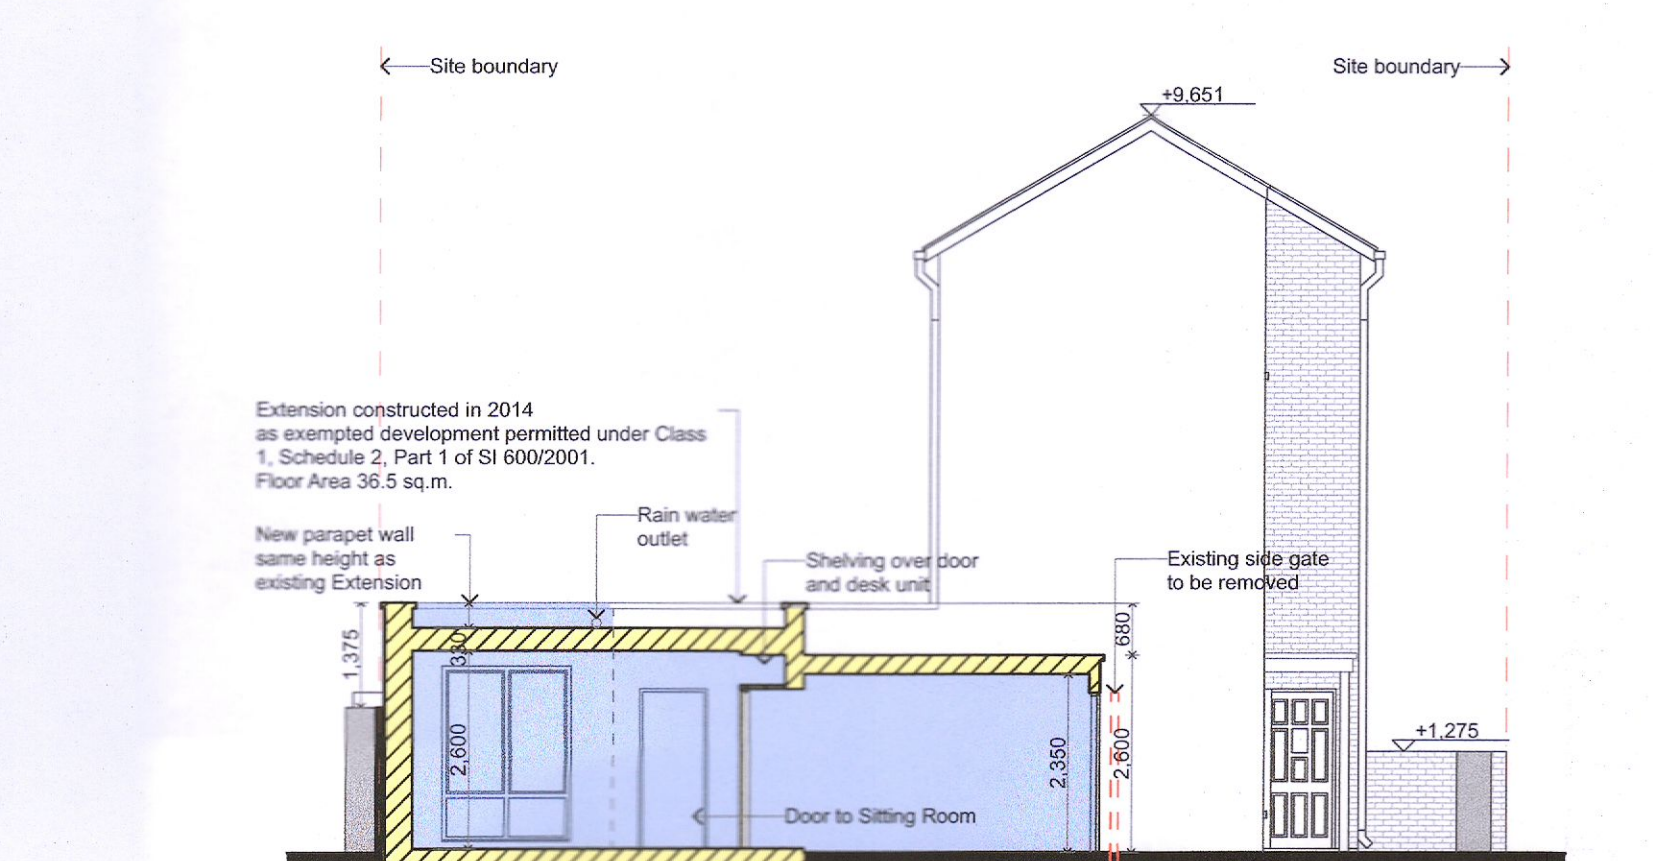 Site boundary
Site boundary
+9,651
Extension constructed in 2014
as exempted development permitted under Class
1, Schedule 2, Part 1 of SI 600/2001.
Floor Area 36.5 sq.m.
Rain water
outlet
New parapet wall
same height as
existing Extension
Shelving over door
and desk unit
Existing side gate
to be removed
1,375
330
680
2,600
2,350
2,600
+1,275
Door to Sitting Room